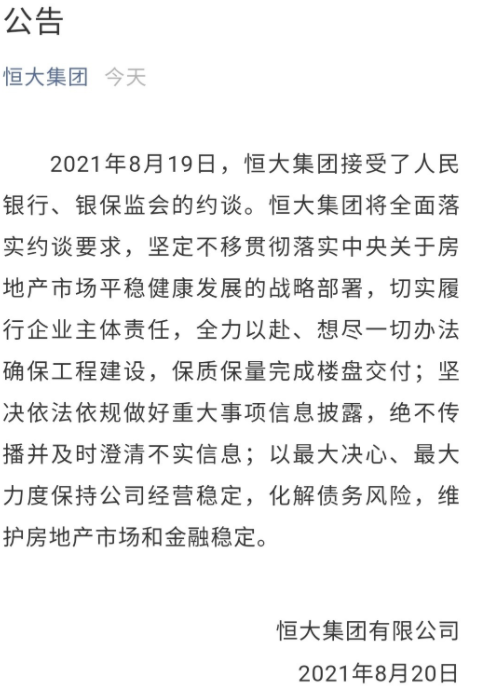 公告
恒大集团 今天
2021年8月19日，恒大集团接受了人民
银行、银保监会的约谈。恒大集团将全面落
实约谈要求，坚定不移贯彻落实中央关于房
地产市场平稳健康发展的战略部署，切实履
行企业主体责任，全力以赴、想尽一切办法
确保工程建设，保质保量完成楼盘交付；坚
决依法依规做好重大事项信息披露，绝不传
播并及时澄清不实信息；以最大决心、最大
力度保持公司经营稳定，化解债务风险，维
护房地产市场和金融稳定。
恒大集团有限公司
2021年8月20日